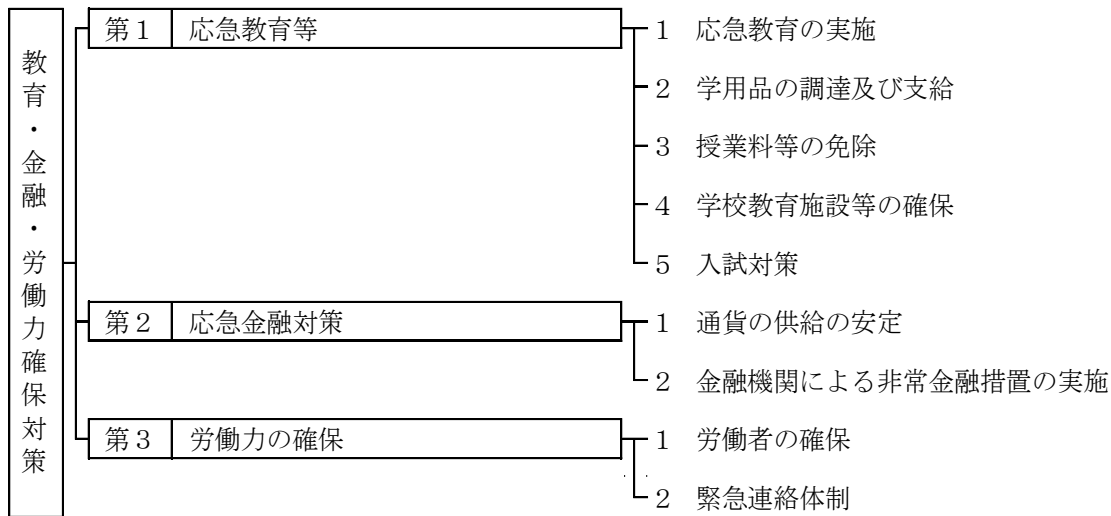 教育・金融・労働力確保対策
第１ 応急教育等
１ 応急教育の実施
２ 学用品の調達及び支給
３ 授業料等の免除
４ 学校教育施設等の確保
５ 入試対策
第２ 応急金融対策
１ 通貨の供給の安定
２ 金融機関による非常金融措置の実施
第３ 労働力の確保
１ 労働者の確保
２ 緊急連絡体制